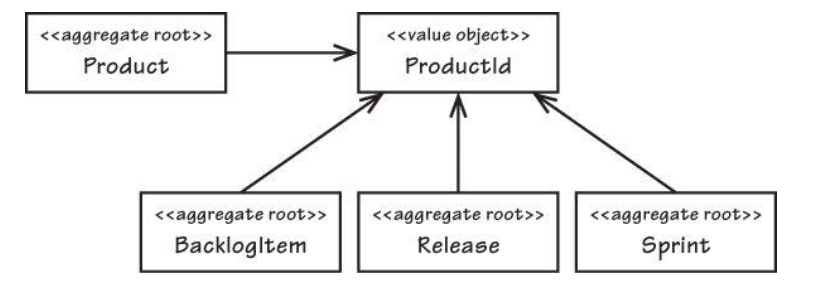 <<aggregate root>>
Product
<<value object>>
ProductId
<<aggregate root>>
BacklogItem
<<aggregate root>>
Release
<<aggregate root>>
Sprint